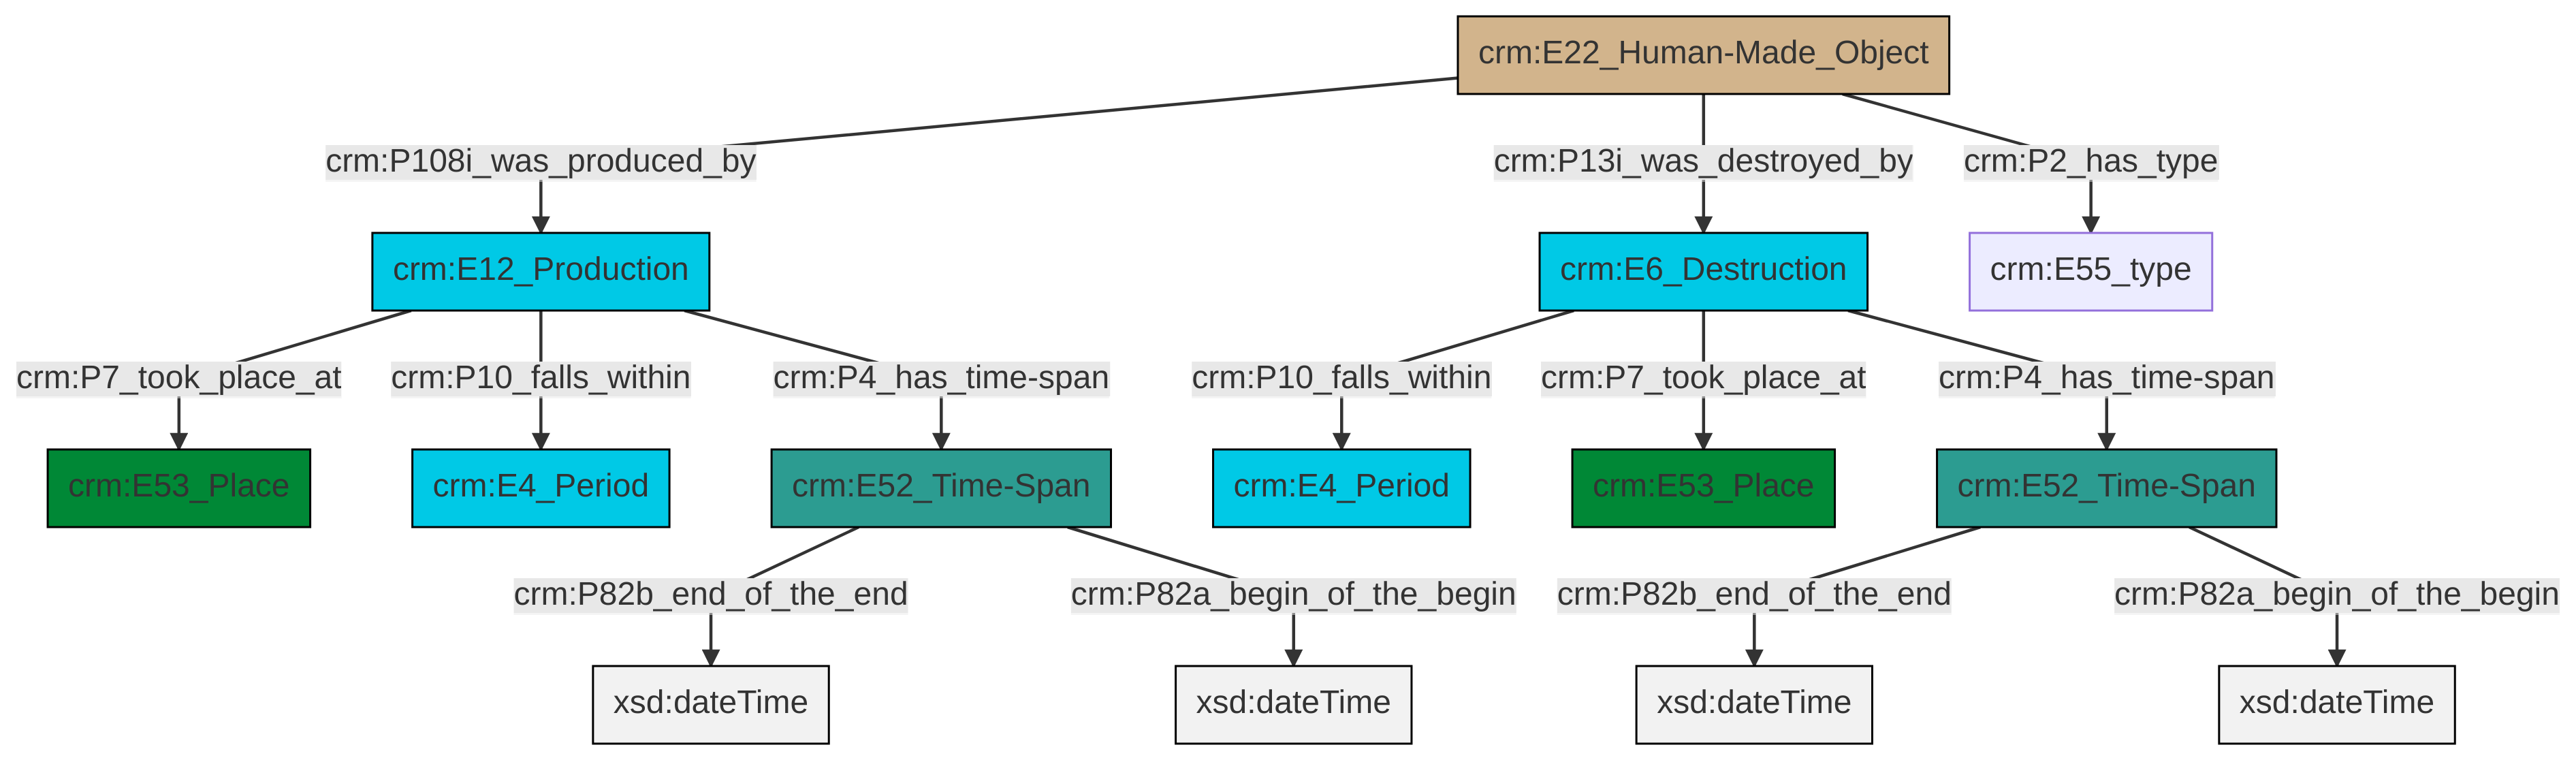 crm:E22_Human-Made_Object
crm:P108i_was_produced_by
crm:P13i_was_destroyed_by
crm:P2_has_type
crm:E12_Production
crm:E6_Destruction
crm:E55_type
crm:P7_took_place_at
crm:P10_falls_within
crm:P4_has_time-span
crm:P10_falls_within
crm:P7_took_place_at
crm:P4_has_time-span
crm:E53_Place
crm:E4_Period
crm:E52_Time-Span
crm:E4_Period
crm:E53_Place
crm:E52_Time-Span
crm:P82b_end_of_the_end
crm:P82a_begin_of_the_begin
crm:P82b_end_of_the_end
crm:P82a_begin_of_the_begin
xsd:dateTime
xsd:dateTime
xsd:dateTime
xsd:dateTime